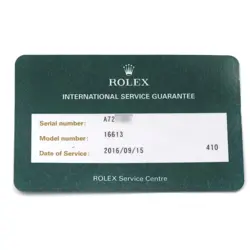 ROLEX
INTERNATIONAL SERVICE GUARANTEE
Serial number: A72
Model number: 16613
Date of Service: 2016/09/15 410
ROLEX Service Centre